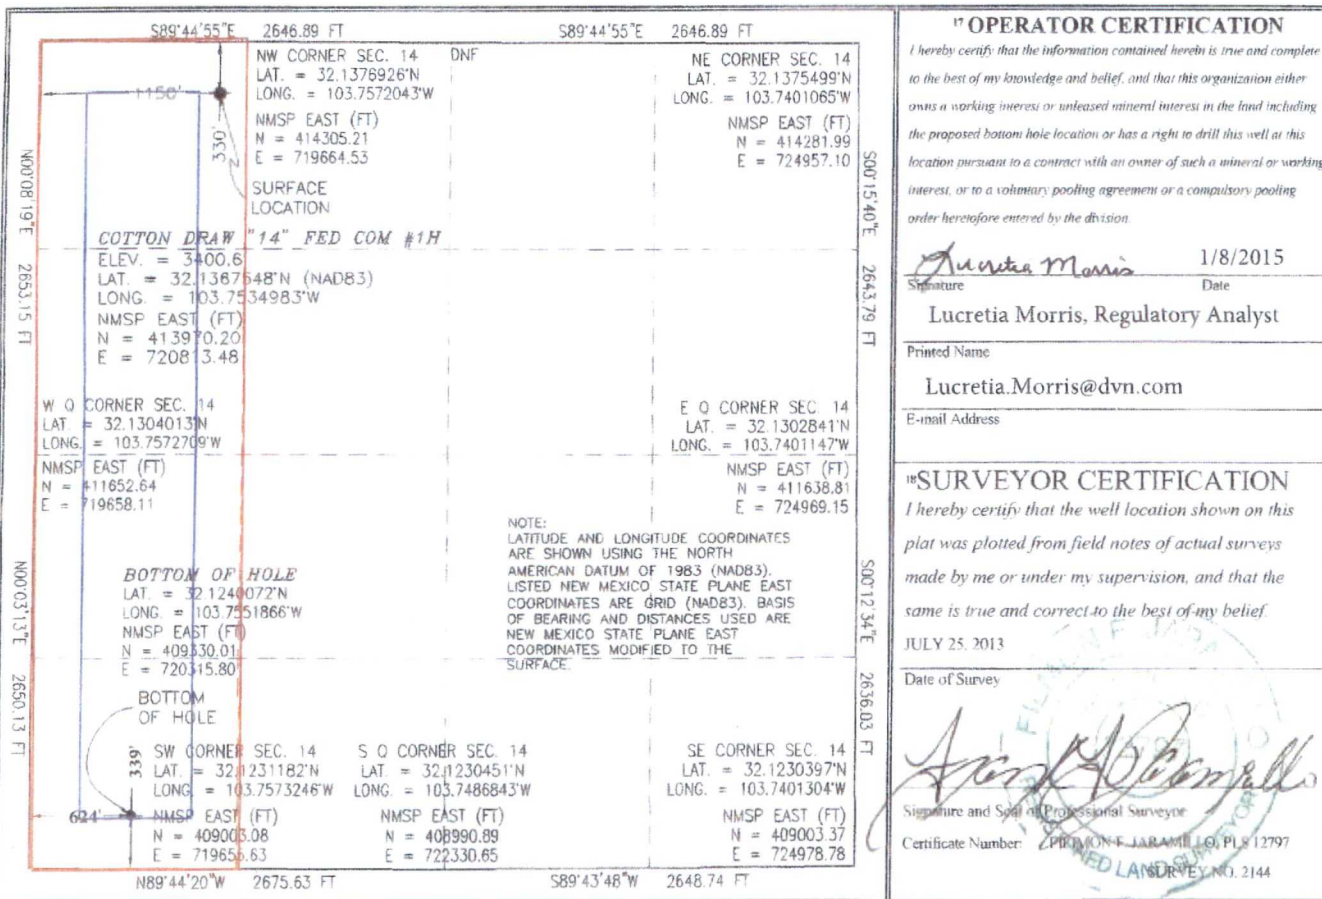 S89°44'55"E 2646.89 FT
S89°44'55"E 2646.89 FT
NW CORNER SEC. 14
LAT. = 32.1376926'N
LONG. = 103.7572043'W
NMSP EAST (FT)
N = 414305.21
E = 719664.53
DNF
NE CORNER SEC. 14
LAT. = 32.1375499'N
LONG. = 103.7401065'W
NMSP EAST (FT)
N = 414281.99
E = 724957.10
1150'
330'
SURFACE
LOCATION
N00°08'19"E 2653.15 FT
S00°15'40"E 2643.79 FT
COTTON DRAW "14" FED COM #1H
ELEV. = 3400.6
LAT. = 32.1367548'N (NAD83)
LONG. = 103.7534983'W
NMSP EAST (FT)
N = 413970.20
E = 720813.48
W Q CORNER SEC. 14
LAT. = 32.1304013'N
LONG. = 103.7572709'W
NMSP EAST (FT)
N = 411652.64
E = 719658.11
E Q CORNER SEC. 14
LAT. = 32.1302841'N
LONG. = 103.7401147'W
NMSP EAST (FT)
N = 411638.81
E = 724969.15
NOTE:
LATITUDE AND LONGITUDE COORDINATES
ARE SHOWN USING THE NORTH
AMERICAN DATUM OF 1983 (NAD83).
LISTED NEW MEXICO STATE PLANE EAST
COORDINATES ARE GRID (NAD83). BASIS
OF BEARING AND DISTANCES USED ARE
NEW MEXICO STATE PLANE EAST
COORDINATES MODIFIED TO THE
SURFACE.
N00°03'13"E 2650.13 FT
S00°12'34"E 2636.03 FT
BOTTOM OF HOLE
LAT. = 32.1240072'N
LONG. = 103.7551866'W
NMSP EAST (FT)
N = 409330.01
E = 720315.80
BOTTOM
OF HOLE
339'
624'
SW CORNER SEC. 14
LAT. = 32.1231182'N
LONG. = 103.7573246'W
NMSP EAST (FT)
N = 409003.08
E = 719655.63
S Q CORNER SEC. 14
LAT. = 32.1230451'N
LONG. = 103.7486843'W
NMSP EAST (FT)
N = 408990.89
E = 722330.65
SE CORNER SEC. 14
LAT. = 32.1230397'N
LONG. = 103.7401304'W
NMSP EAST (FT)
N = 409003.37
E = 724978.78
N89°44'20"W 2675.63 FT
S89°43'48"W 2648.74 FT
17 OPERATOR CERTIFICATION
I hereby certify that the information contained herein is true and complete
to the best of my knowledge and belief, and that this organization either
owns a working interest or unleased mineral interest in the land including
the proposed bottom hole location or has a right to drill this well at this
location pursuant to a contract with an owner of such a mineral or working
interest, or to a voluntary pooling agreement or a compulsory pooling
order heretofore entered by the division.
Lucretia Morris 1/8/2015
Signature Date
Lucretia Morris, Regulatory Analyst
Printed Name
Lucretia.Morris@dvn.com
E-mail Address
18 SURVEYOR CERTIFICATION
I hereby certify that the well location shown on this
plat was plotted from field notes of actual surveys
made by me or under my supervision, and that the
same is true and correct to the best of my belief.
JULY 25, 2013
Date of Survey
Signature and Seal of Professional Surveyor
Certificate Number: FILIMON F. JARAMILLO, PLS 12797
SURVEY NO. 2144